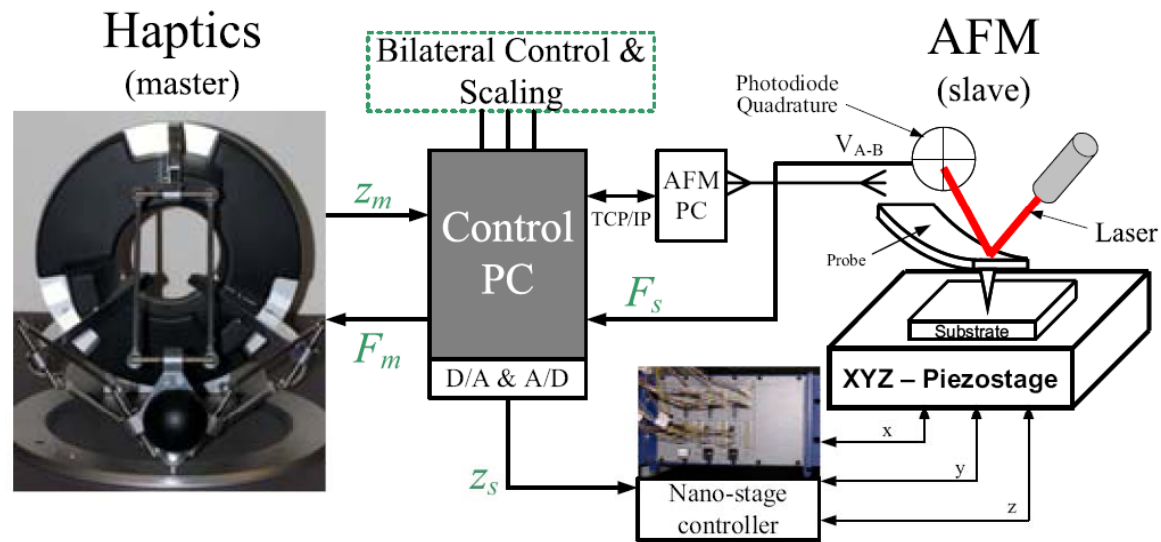 Haptics
(master)
Bilateral Control &
Scaling
AFM
(slave)
Photodiode
Quadrature
V_{A-B}
z_m
Control
PC
TCP/IP
AFM
PC
Laser
Probe
F_s
F_m
Substrate
D/A & A/D
XYZ – Piezostage
x
y
z
z_s
Nano-stage
controller